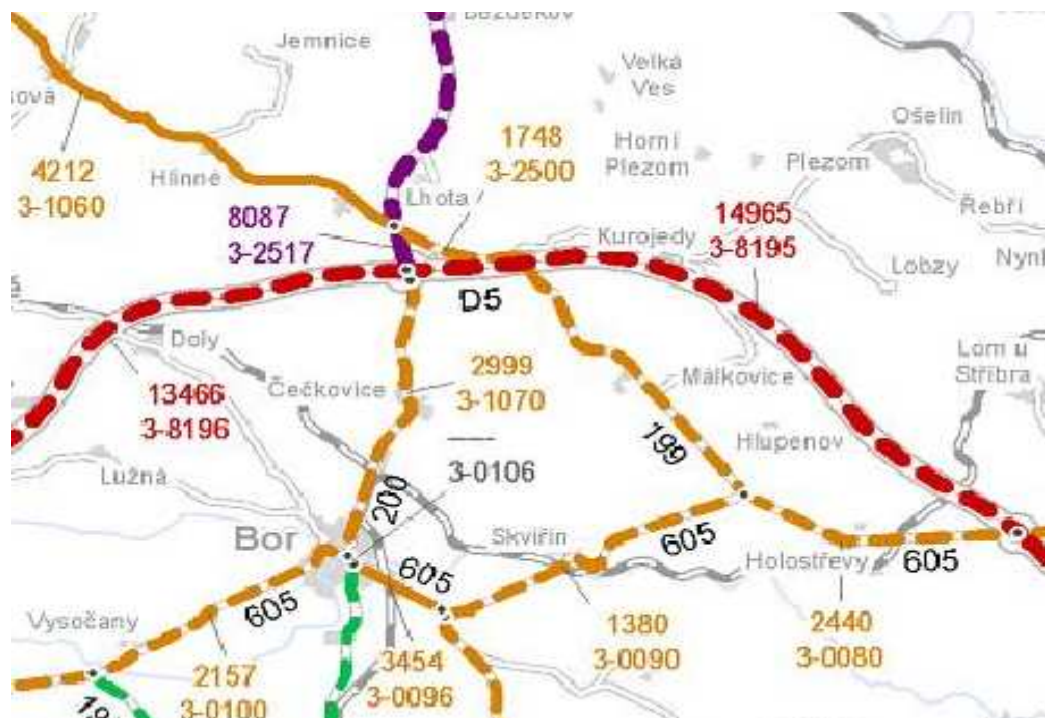 Jemnice
Velká
Ves
Ošelin
1748
3-2500
Horní
Plezom
Plezom
4212
3-1060
Hlinné
Lhota
Řebří
8087
3-2517
14965
3-8195
Kurojedy
Lobzy
D5
Doly
Lom u
Stříbra
2999
3-1070
Málkovice
Čečkovice
13466
3-8196
199
Hlupenov
3-0106
Lužná
200
Bor
Skviřín
605
Holostřevy
605
605
605
Vysočany
1380
3-0090
2440
3-0080
2157
3-0100
3454
3-0096